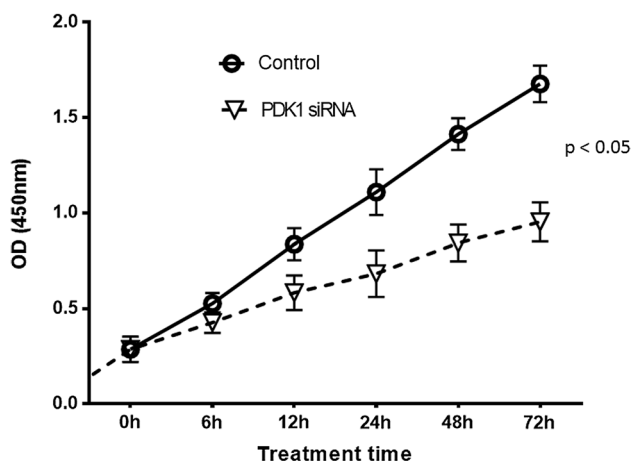 2.0
1.5
1.0
0.5
0.0
OD (450nm)
Control
PDK1 siRNA
p < 0.05
0h 6h 12h 24h 48h 72h
Treatment time